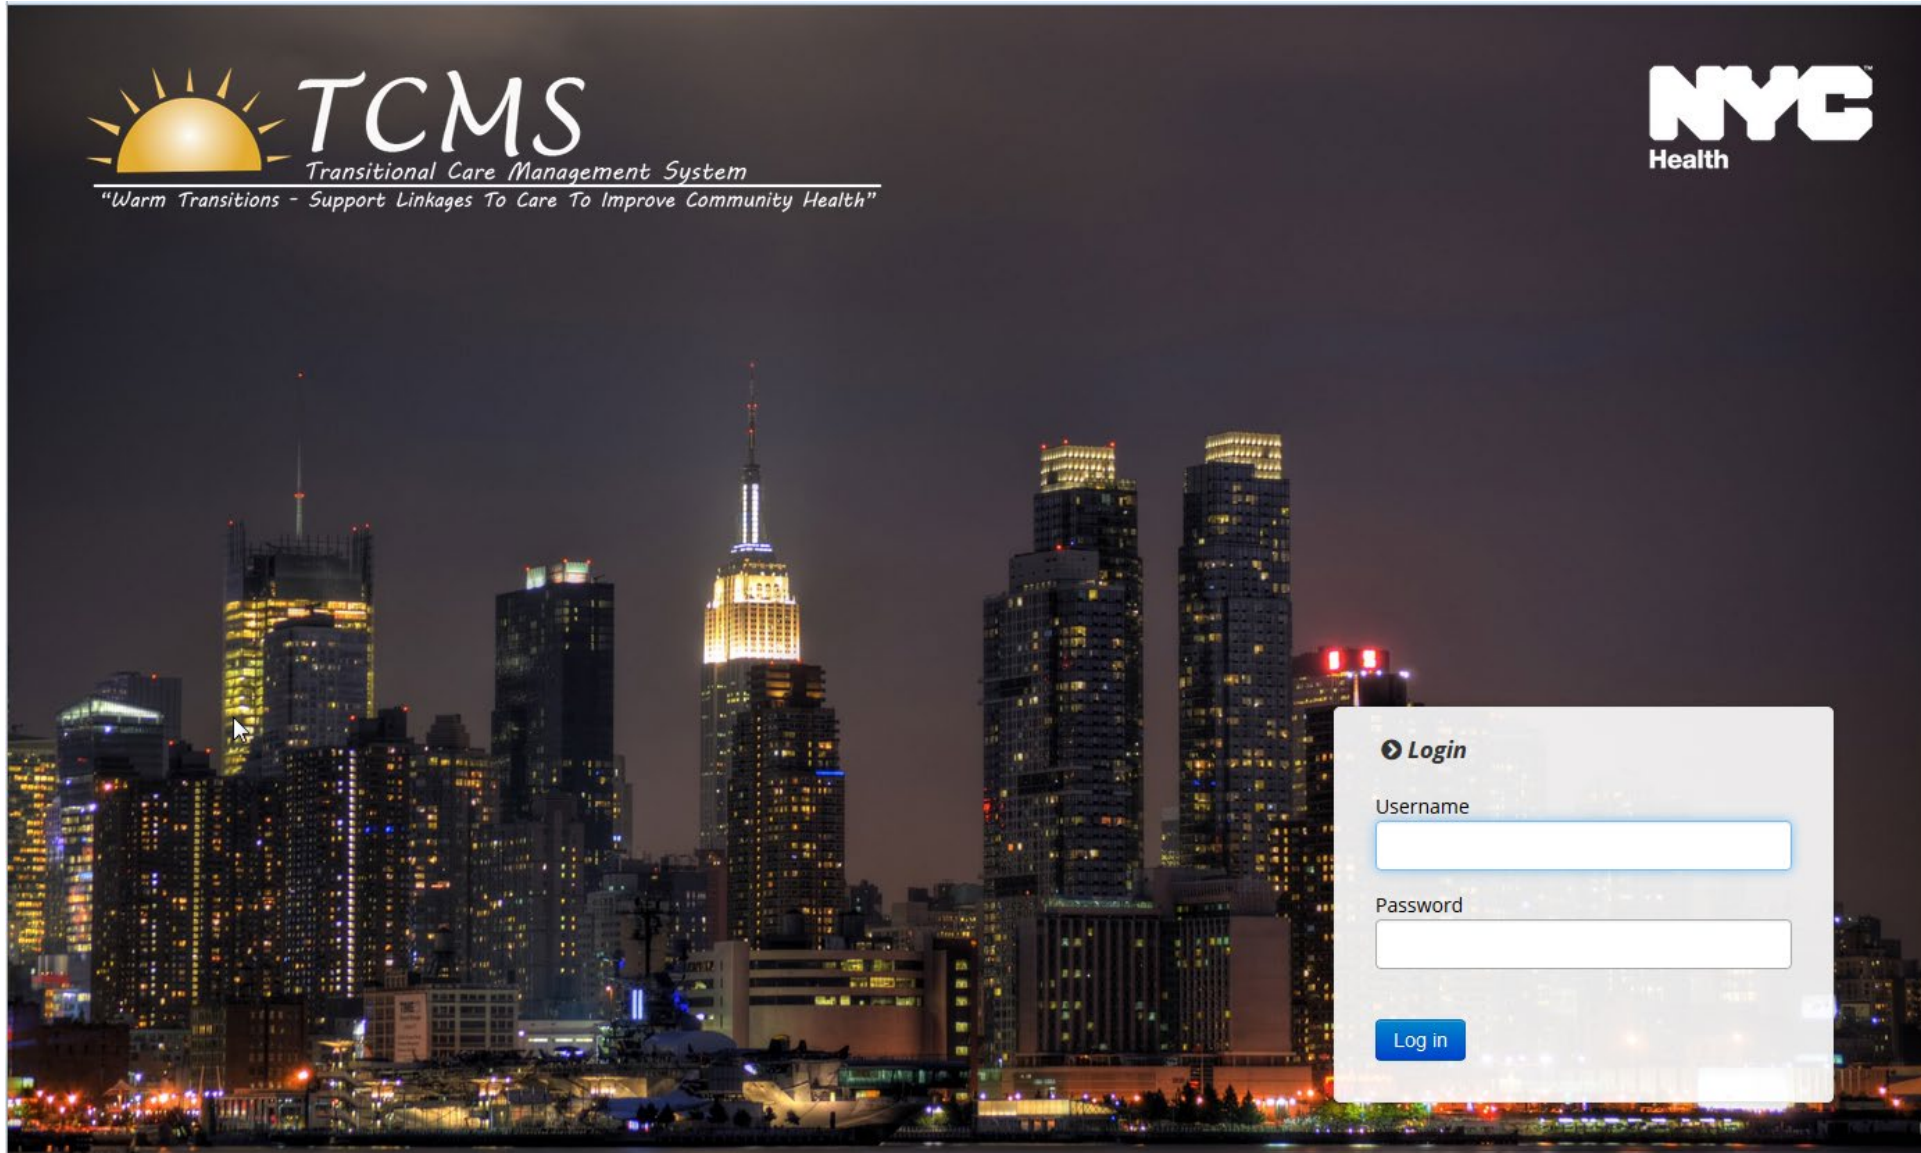 TCMS
Transitional Care Management System
"Warm Transitions - Support Linkages To Care To Improve Community Health"
NYC™
Health
Login
Username
Password
Log in